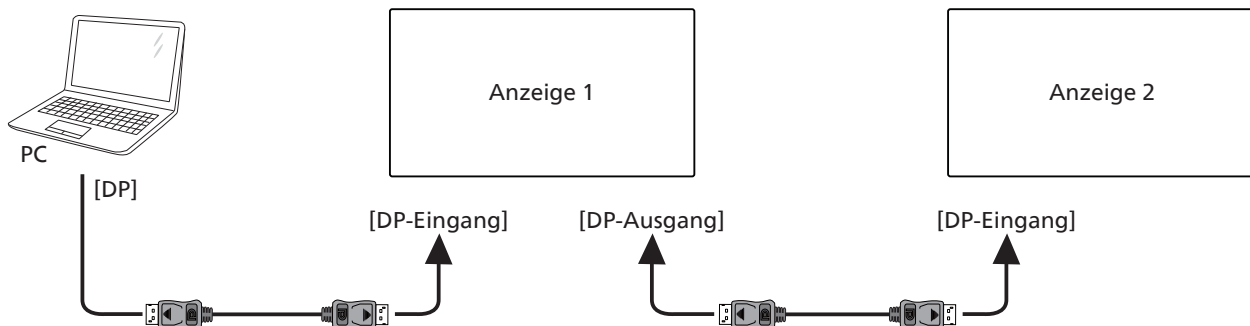 Anzeige 1
Anzeige 2
PC
[DP]
[DP-Eingang]
[DP-Ausgang]
[DP-Eingang]